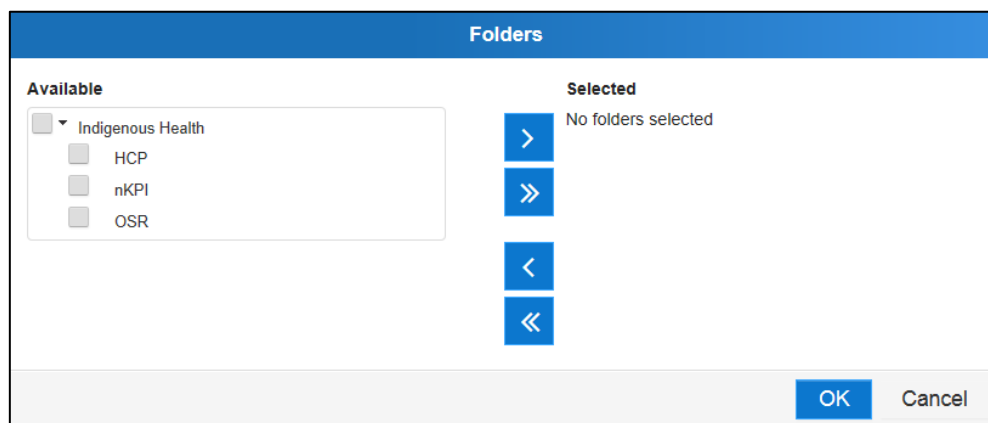 Folders
Available
Indigenous Health
HCP
nKPI
OSR
Selected
No folders selected
OK
Cancel